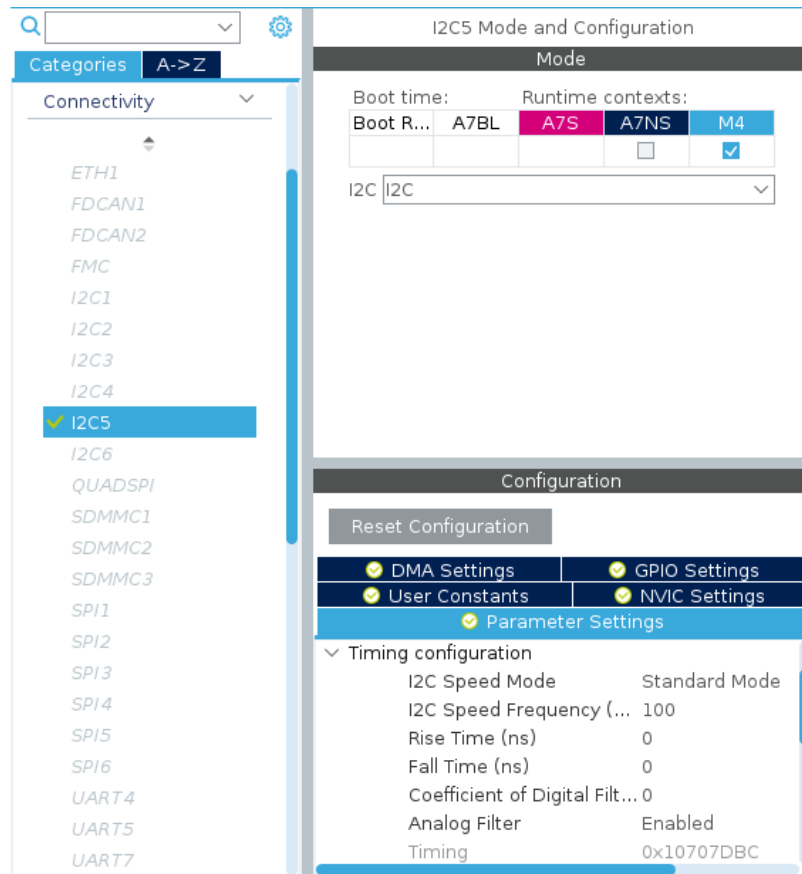 Categories A->Z
Connectivity
ETH1
FDCAN1
FDCAN2
FMC
I2C1
I2C2
I2C3
I2C4
I2C5
I2C6
QUADSPI
SDMMC1
SDMMC2
SDMMC3
SPI1
SPI2
SPI3
SPI4
SPI5
SPI6
UART4
UART5
UART7
I2C5 Mode and Configuration
Mode
Boot time: Runtime contexts:
Boot R... A7BL A7S A7NS M4
I2C I2C
Configuration
Reset Configuration
DMA Settings GPIO Settings
User Constants NVIC Settings
Parameter Settings
Timing configuration
I2C Speed Mode Standard Mode
I2C Speed Frequency (... 100
Rise Time (ns) 0
Fall Time (ns) 0
Coefficient of Digital Filt... 0
Analog Filter Enabled
Timing 0x10707DBC